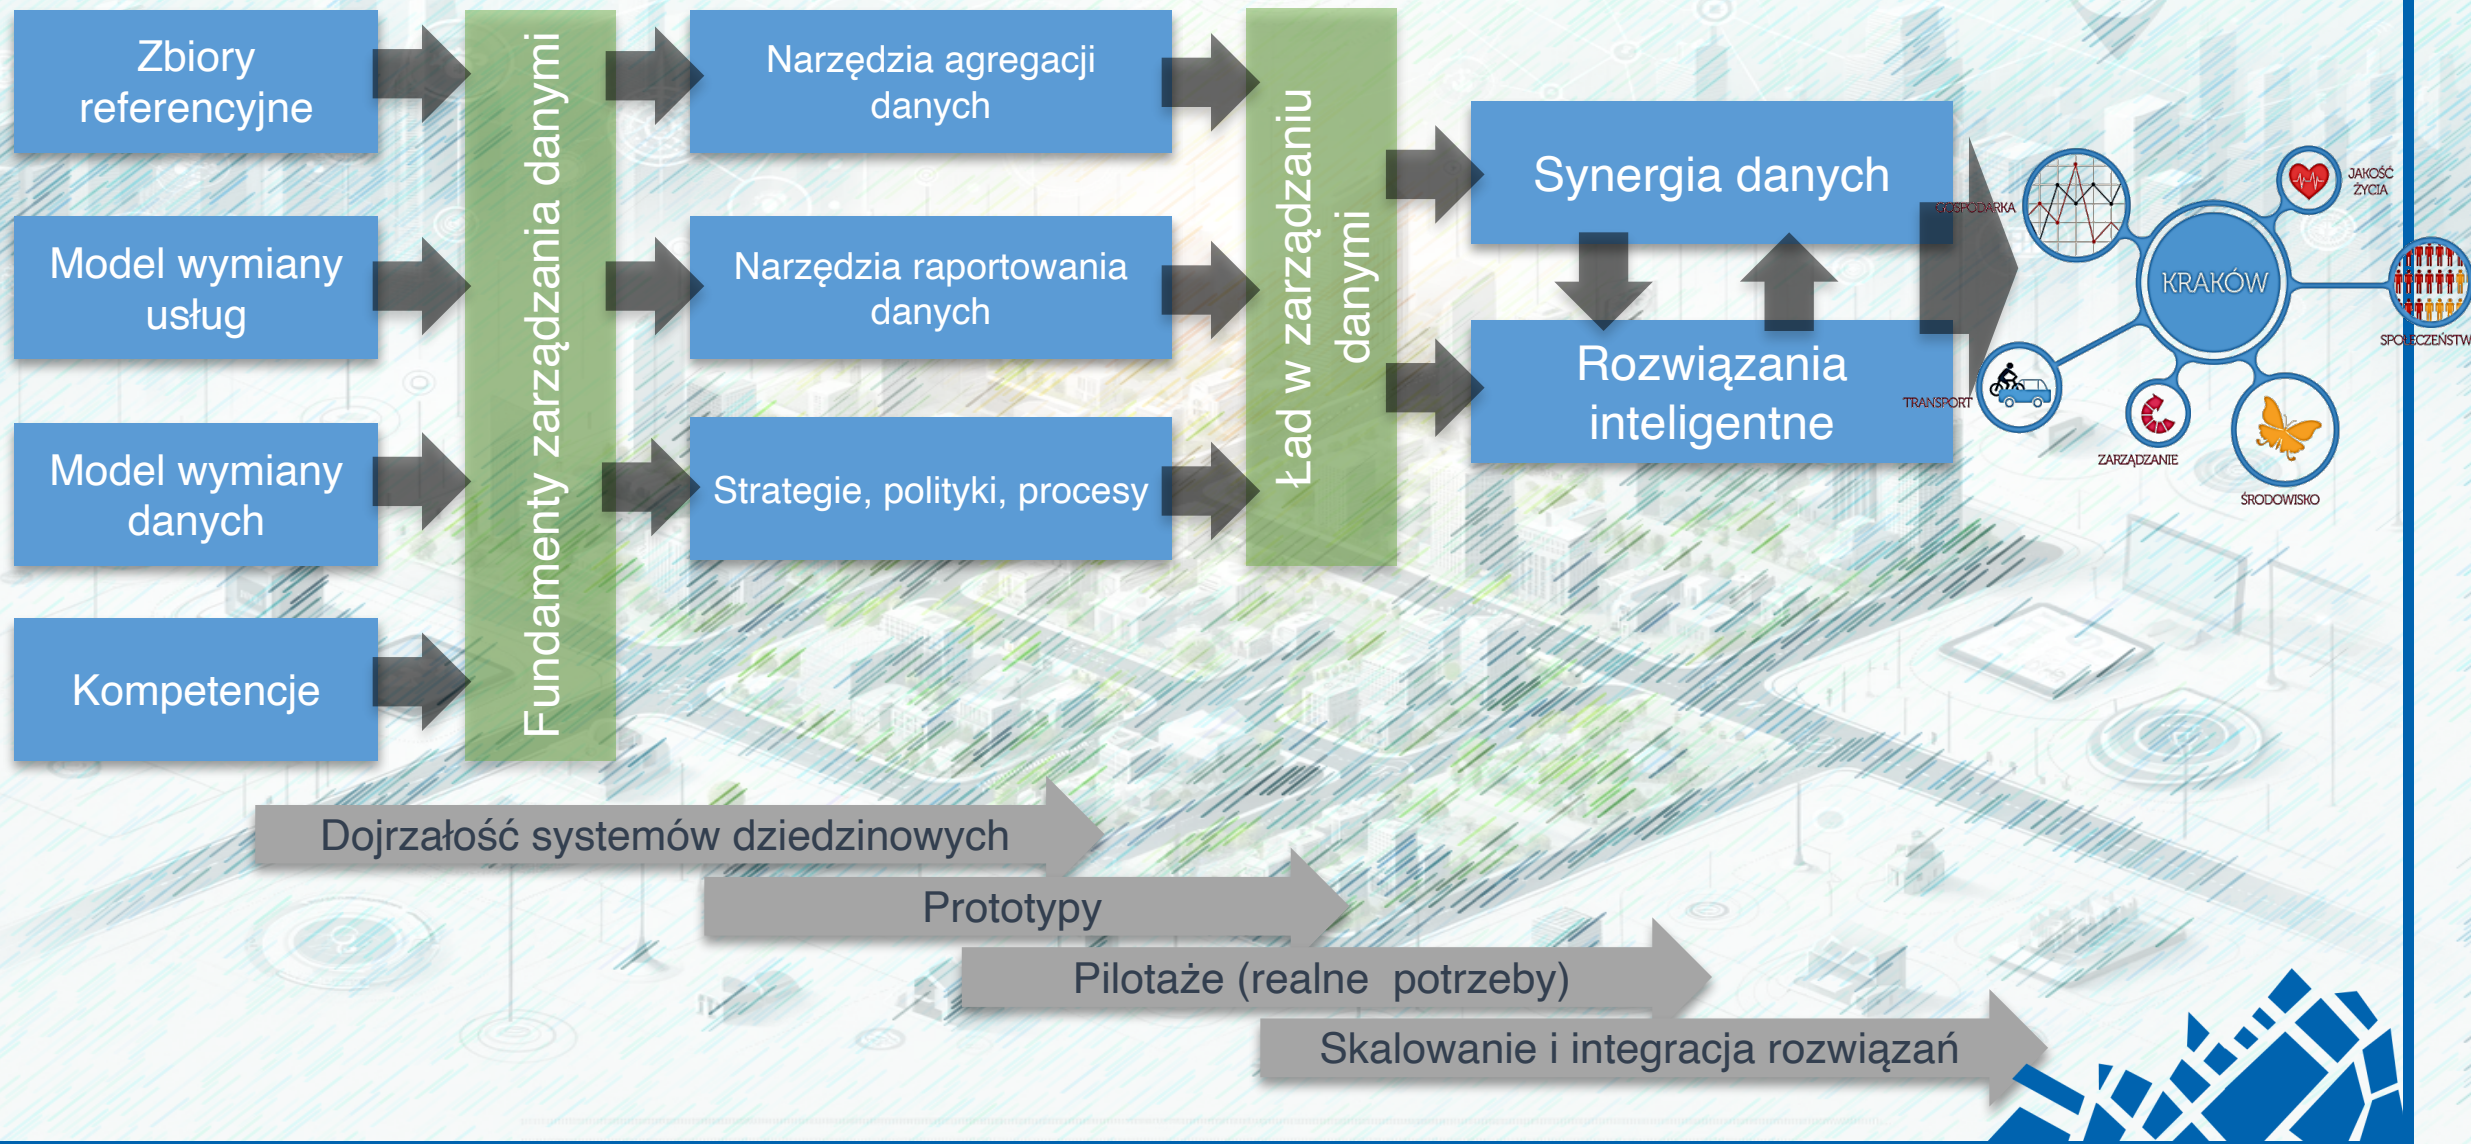 Zbiory
referencyjne
Model wymiany
usług
Model wymiany
danych
Kompetencje
Fundamenty zarządzania danymi
Narzędzia agregacji
danych
Narzędzia raportowania
danych
Strategie, polityki, procesy
Ład w zarządzaniu
danymi
Synergia danych
Rozwiązania
inteligentne
GOSPODARKA
JAKOŚĆ
ŻYCIA
KRAKÓW
SPOŁECZEŃSTW
TRANSPORT
ZARZĄDZANIE
ŚRODOWISKO
Dojrzałość systemów dziedzinowych
Prototypy
Pilotaże (realne potrzeby)
Skalowanie i integracja rozwiązań